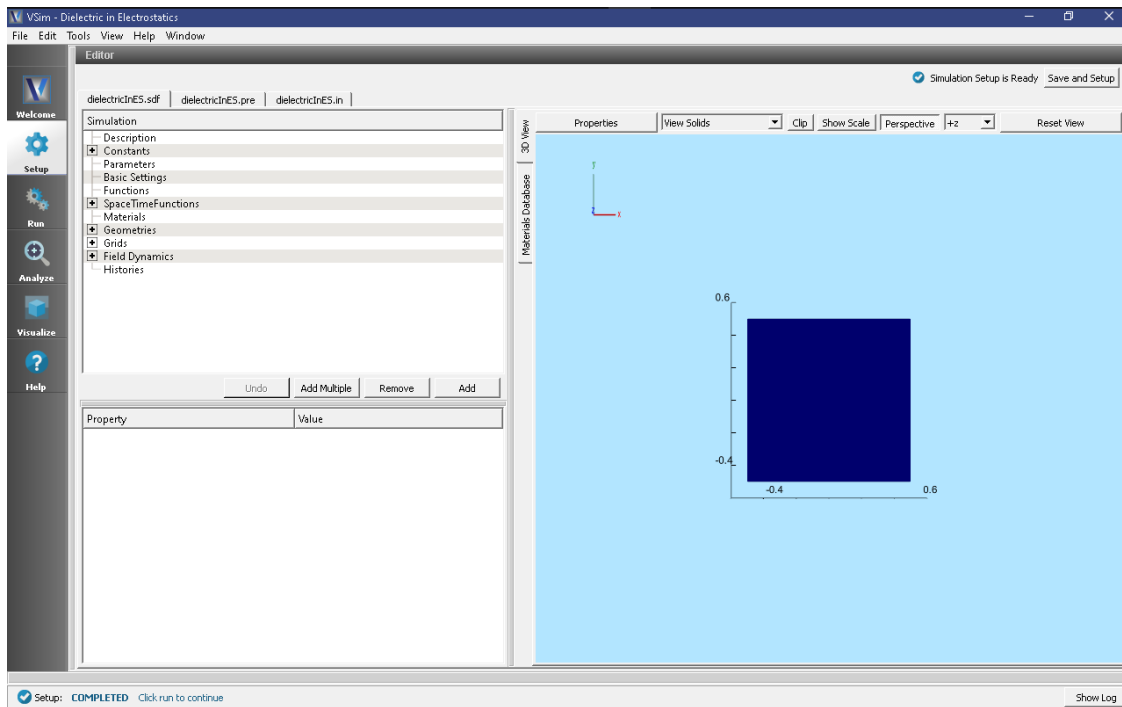 VSim - Dielectric in Electrostatics
File Edit Tools View Help Window
Editor
Simulation Setup is Ready Save and Setup
dielectricInES.sdf dielectricInES.pre dielectricInES.in
Welcome
Setup
Run
Analyze
Visualize
Help
Simulation
Description
Constants
Parameters
Basic Settings
Functions
SpaceTimeFunctions
Materials
Geometries
Grids
Field Dynamics
Histories
Undo Add Multiple Remove Add
Property Value
3D View
Materials Database
Properties View Solids Clip Show Scale Perspective +z Reset View
y
z x
0.6
-0.4
-0.4 0.6
Setup: COMPLETED Click run to continue
Show Log